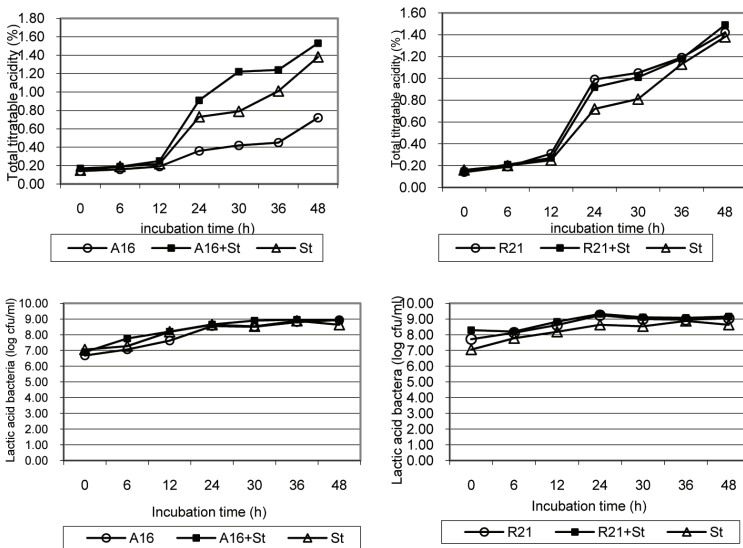 Total titratable acidity (%)
1.80
1.60
1.40
1.20
1.00
0.80
0.60
0.40
0.20
0.00
0 6 12 24 30 36 48
incubation time (h)
A16 A16+St St
Total titratable acidity (%)
1.60
1.40
1.20
1.00
0.80
0.60
0.40
0.20
0.00
0 6 12 24 30 36 48
incubation time (h)
R21 R21+St St
Lactic acid bacteria (log cfu/ml)
10.00
9.00
8.00
7.00
6.00
5.00
4.00
3.00
2.00
1.00
0.00
0 6 12 24 30 36 48
Incubation time (h)
A16 A16+St St
Lactic acid bacteria (log cfu/ml)
10.00
9.00
8.00
7.00
6.00
5.00
4.00
3.00
2.00
1.00
0.00
0 6 12 24 30 36 48
Incubation time (h)
R21 R21+St St